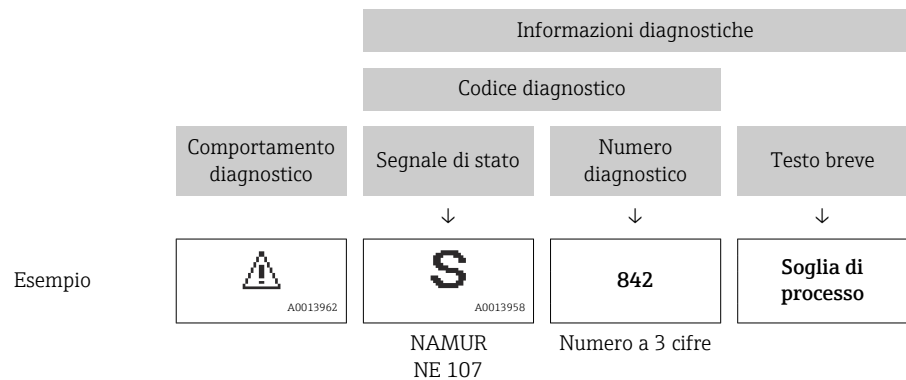 Informazioni diagnostiche
Codice diagnostico
Comportamento
diagnostico
Segnale di stato
Numero
diagnostico
Testo breve
Esempio
A0013962
S
A0013958
842
Soglia di
processo
NAMUR
NE 107
Numero a 3 cifre